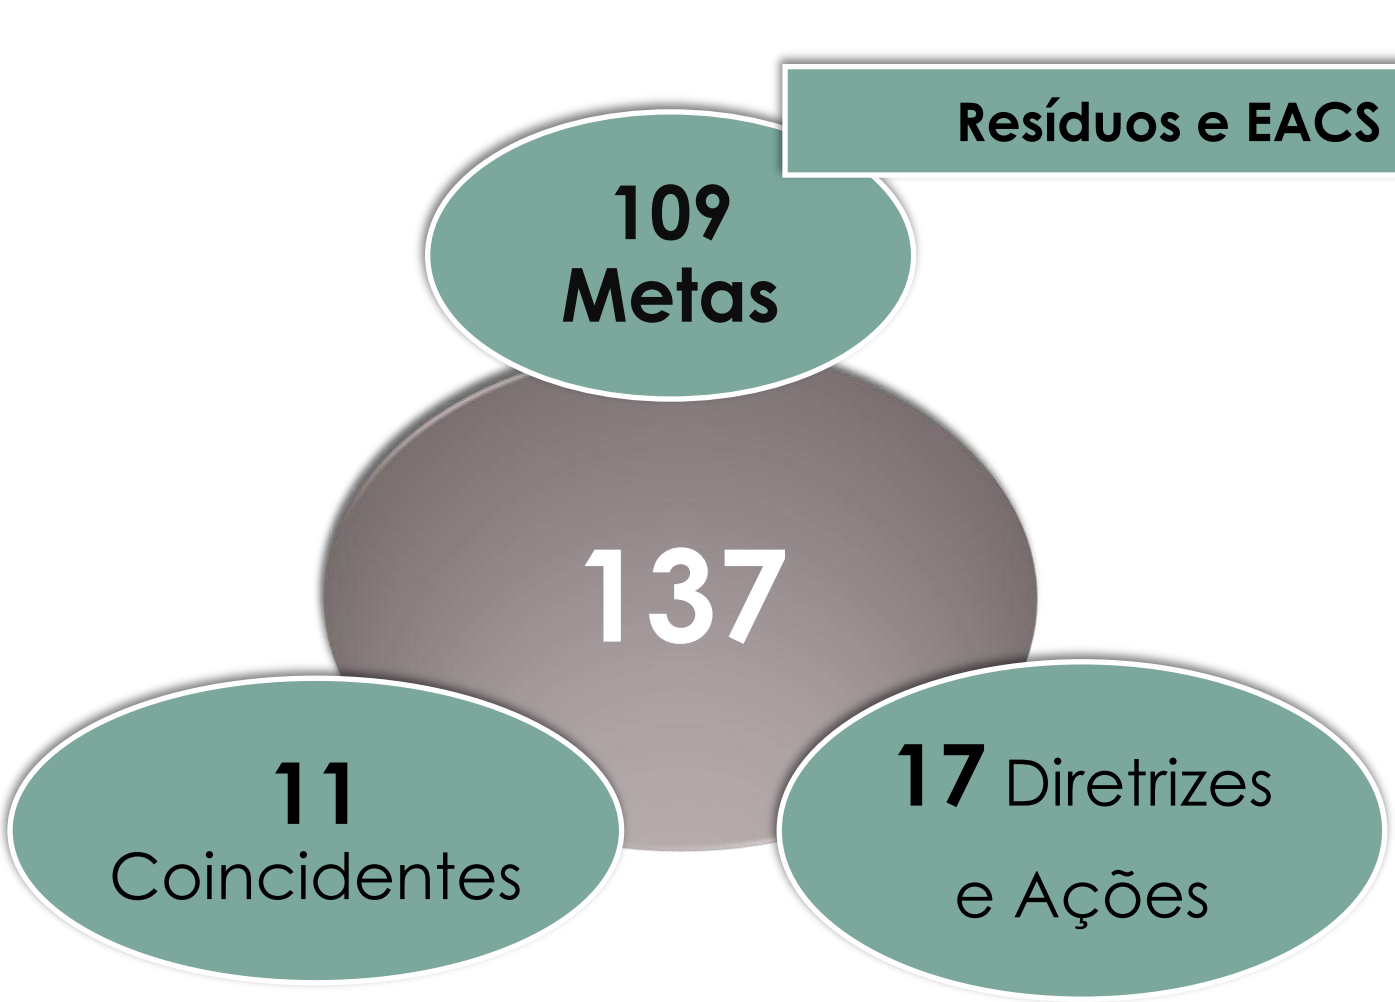 Resíduos e EACS
109
Metas
137
11
Coincidentes
17 Diretrizes
e Ações